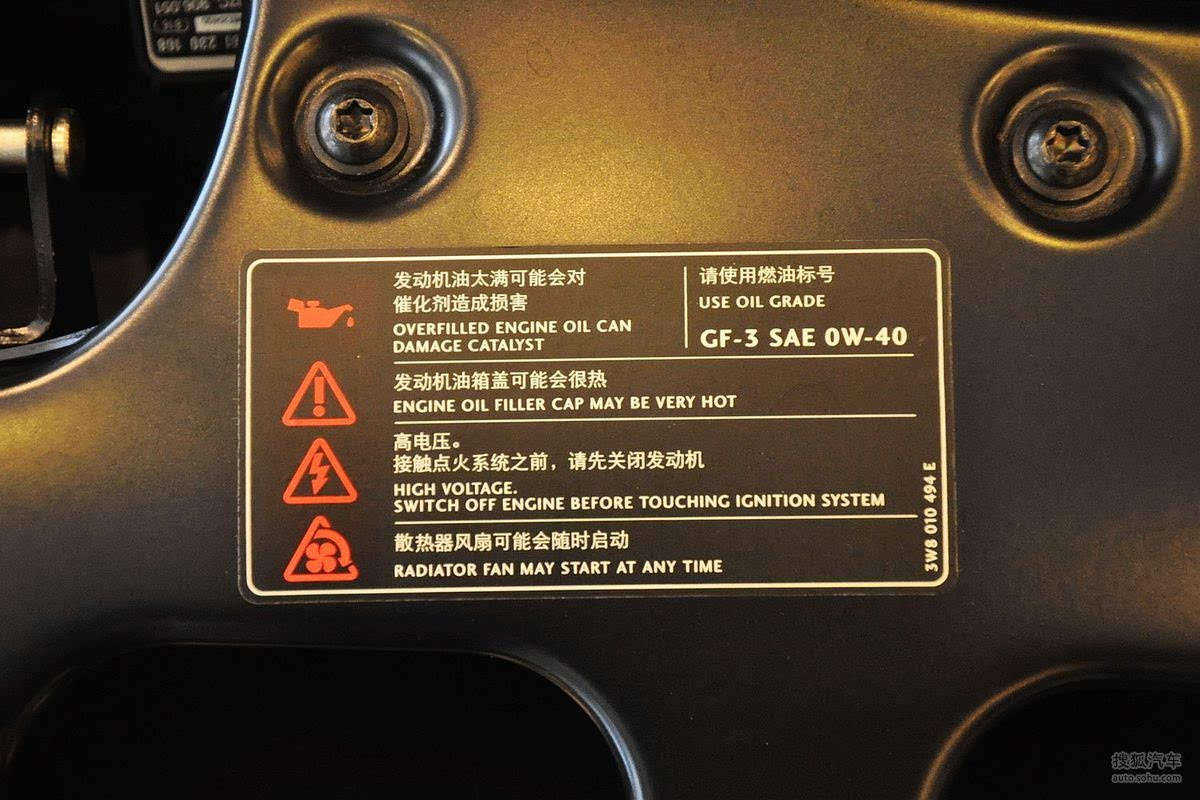 发动机油太满可能会对
催化剂造成损害
OVERFILLED ENGINE OIL CAN
DAMAGE CATALYST
请使用燃油标号
USE OIL GRADE
GF-3 SAE 0W-40
发动机油箱盖可能会很热
ENGINE OIL FILLER CAP MAY BE VERY HOT
高电压。
接触点火系统之前，请先关闭发动机
HIGH VOLTAGE.
SWITCH OFF ENGINE BEFORE TOUCHING IGNITION SYSTEM
散热器风扇可能会随时启动
RADIATOR FAN MAY START AT ANY TIME
3W8 010 494 E
搜狐汽车
auto.sohu.com